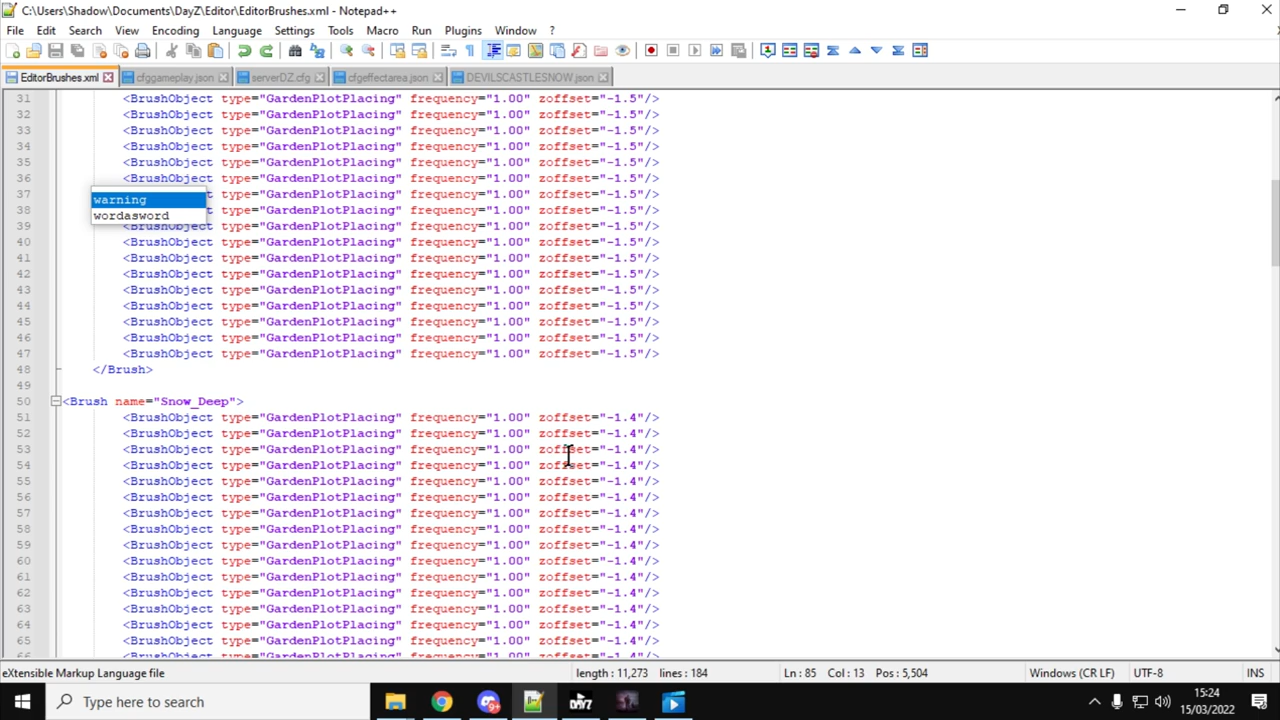 C:\Users\Shadow\Documents\DayZ\Editor\EditorBrushes.xml - Notepad++
File Edit Search View Encoding Language Settings Tools Macro Run Plugins Window ?
EditorBrushes.xml cfggameplay.json serverDZ.cfg cfgeffectarea.json DEVILSCASTLESNOW.json
31 <BrushObject type="GardenPlotPlacing" frequency="1.00" zoffset="-1.5"/>
32 <BrushObject type="GardenPlotPlacing" frequency="1.00" zoffset="-1.5"/>
33 <BrushObject type="GardenPlotPlacing" frequency="1.00" zoffset="-1.5"/>
34 <BrushObject type="GardenPlotPlacing" frequency="1.00" zoffset="-1.5"/>
35 <BrushObject type="GardenPlotPlacing" frequency="1.00" zoffset="-1.5"/>
36 <BrushObject type="GardenPlotPlacing" frequency="1.00" zoffset="-1.5"/>
37 warning "GardenPlotPlacing" frequency="1.00" zoffset="-1.5"/>
38 wordasword "GardenPlotPlacing" frequency="1.00" zoffset="-1.5"/>
39 <BrushObject type="GardenPlotPlacing" frequency="1.00" zoffset="-1.5"/>
40 <BrushObject type="GardenPlotPlacing" frequency="1.00" zoffset="-1.5"/>
41 <BrushObject type="GardenPlotPlacing" frequency="1.00" zoffset="-1.5"/>
42 <BrushObject type="GardenPlotPlacing" frequency="1.00" zoffset="-1.5"/>
43 <BrushObject type="GardenPlotPlacing" frequency="1.00" zoffset="-1.5"/>
44 <BrushObject type="GardenPlotPlacing" frequency="1.00" zoffset="-1.5"/>
45 <BrushObject type="GardenPlotPlacing" frequency="1.00" zoffset="-1.5"/>
46 <BrushObject type="GardenPlotPlacing" frequency="1.00" zoffset="-1.5"/>
47 <BrushObject type="GardenPlotPlacing" frequency="1.00" zoffset="-1.5"/>
48 </Brush>
49
50 <Brush name="Snow_Deep">
51 <BrushObject type="GardenPlotPlacing" frequency="1.00" zoffset="-1.4"/>
52 <BrushObject type="GardenPlotPlacing" frequency="1.00" zoffset="-1.4"/>
53 <BrushObject type="GardenPlotPlacing" frequency="1.00" zoffset="-1.4"/>
54 <BrushObject type="GardenPlotPlacing" frequency="1.00" zoffset="-1.4"/>
55 <BrushObject type="GardenPlotPlacing" frequency="1.00" zoffset="-1.4"/>
56 <BrushObject type="GardenPlotPlacing" frequency="1.00" zoffset="-1.4"/>
57 <BrushObject type="GardenPlotPlacing" frequency="1.00" zoffset="-1.4"/>
58 <BrushObject type="GardenPlotPlacing" frequency="1.00" zoffset="-1.4"/>
59 <BrushObject type="GardenPlotPlacing" frequency="1.00" zoffset="-1.4"/>
60 <BrushObject type="GardenPlotPlacing" frequency="1.00" zoffset="-1.4"/>
61 <BrushObject type="GardenPlotPlacing" frequency="1.00" zoffset="-1.4"/>
62 <BrushObject type="GardenPlotPlacing" frequency="1.00" zoffset="-1.4"/>
63 <BrushObject type="GardenPlotPlacing" frequency="1.00" zoffset="-1.4"/>
64 <BrushObject type="GardenPlotPlacing" frequency="1.00" zoffset="-1.4"/>
65 <BrushObject type="GardenPlotPlacing" frequency="1.00" zoffset="-1.4"/>
66 <BrushObject type="GardenPlotPlacing" frequency="1.00" zoffset="-1.4"/>
eXtensible Markup Language file length : 11,273 lines : 184 Ln : 85 Col : 13 Pos : 5,504 Windows (CR LF) UTF-8 INS
Type here to search
15:24
15/03/2022